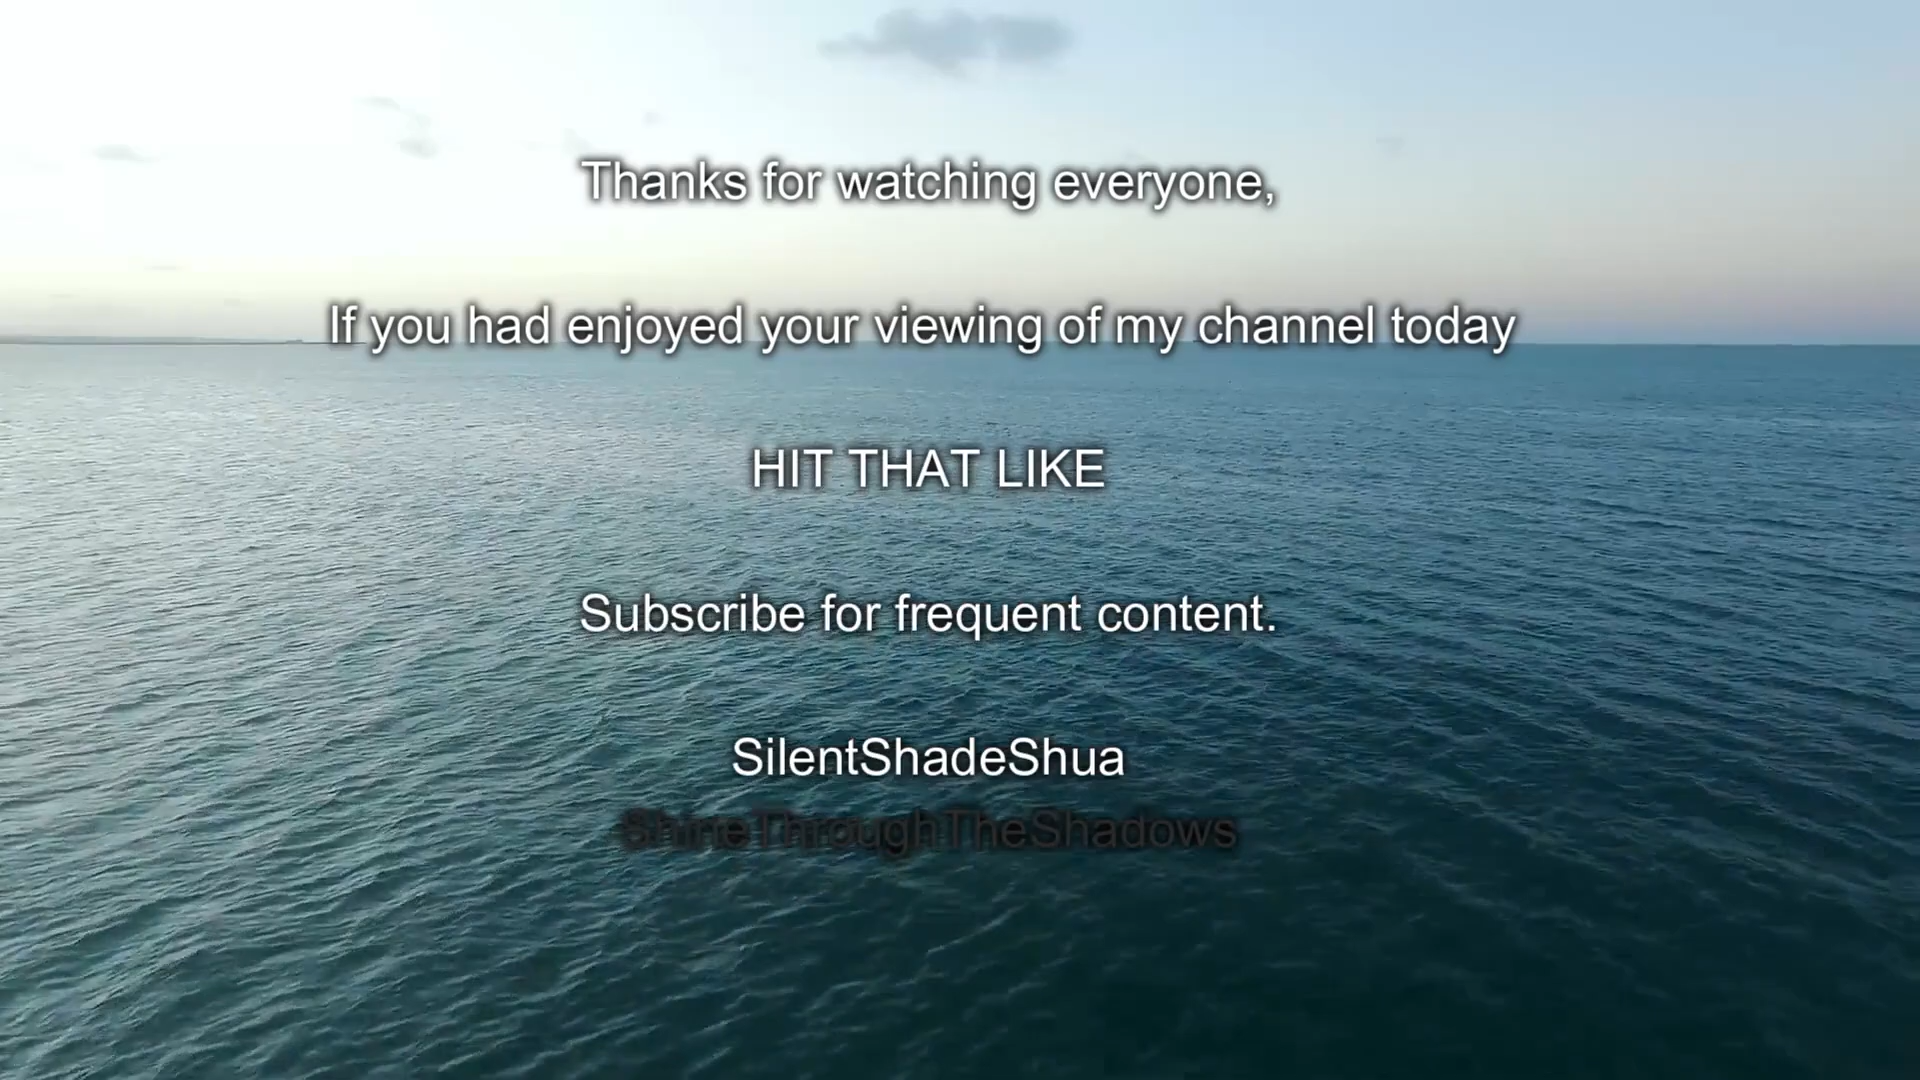 Thanks for watching everyone,
If you had enjoyed your viewing of my channel today
HIT THAT LIKE
Subscribe for frequent content.
SilentShadeShua
ShineThroughTheShadows